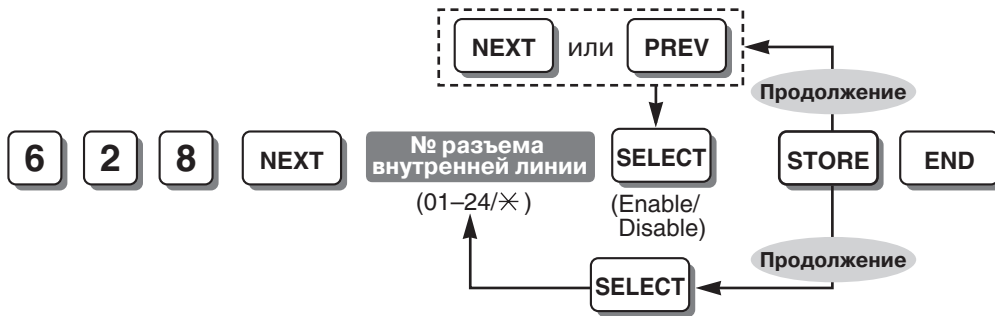 NEXT или PREV
Продолжение
6 2 8 NEXT № разъема внутренней линии SELECT STORE END
(01–24/✳)
(Enable/
Disable)
Продолжение
SELECT